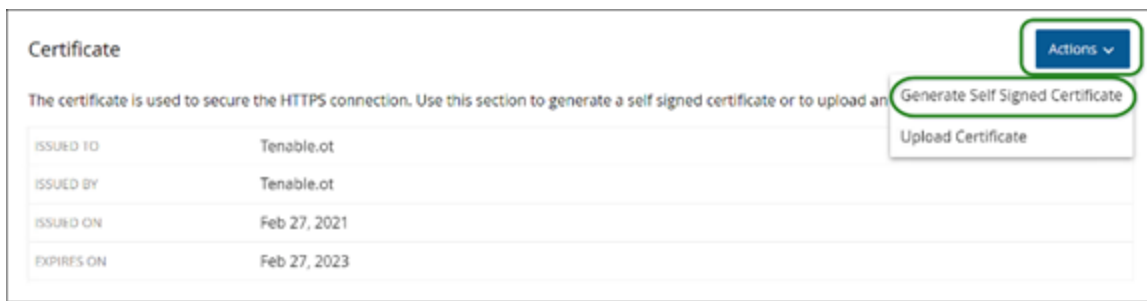 Certificate
Actions
The certificate is used to secure the HTTPS connection. Use this section to generate a self signed certificate or to upload an
Generate Self Signed Certificate
Upload Certificate
ISSUED TO Tenable.ot
ISSUED BY Tenable.ot
ISSUED ON Feb 27, 2021
EXPIRES ON Feb 27, 2023